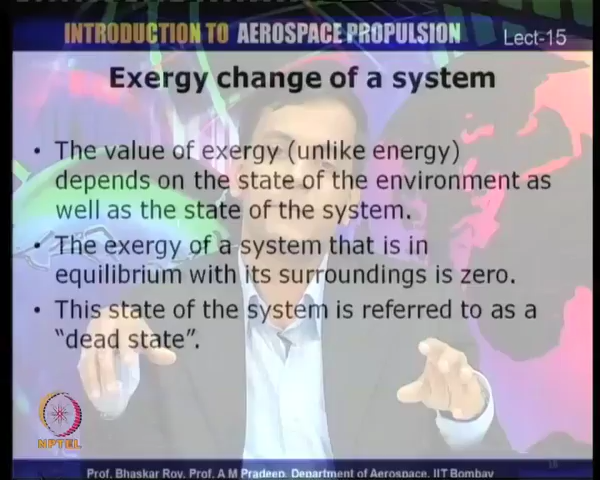 INTRODUCTION TO AEROSPACE PROPULSION
Lect-15
Exergy change of a system
• The value of exergy (unlike energy)
depends on the state of the environment as
well as the state of the system.
• The exergy of a system that is in
equilibrium with its surroundings is zero.
• This state of the system is referred to as a
“dead state”.
NPTEL
Prof. Bhaskar Roy, Prof. A M Pradeep, Department of Aerospace, IIT Bombay